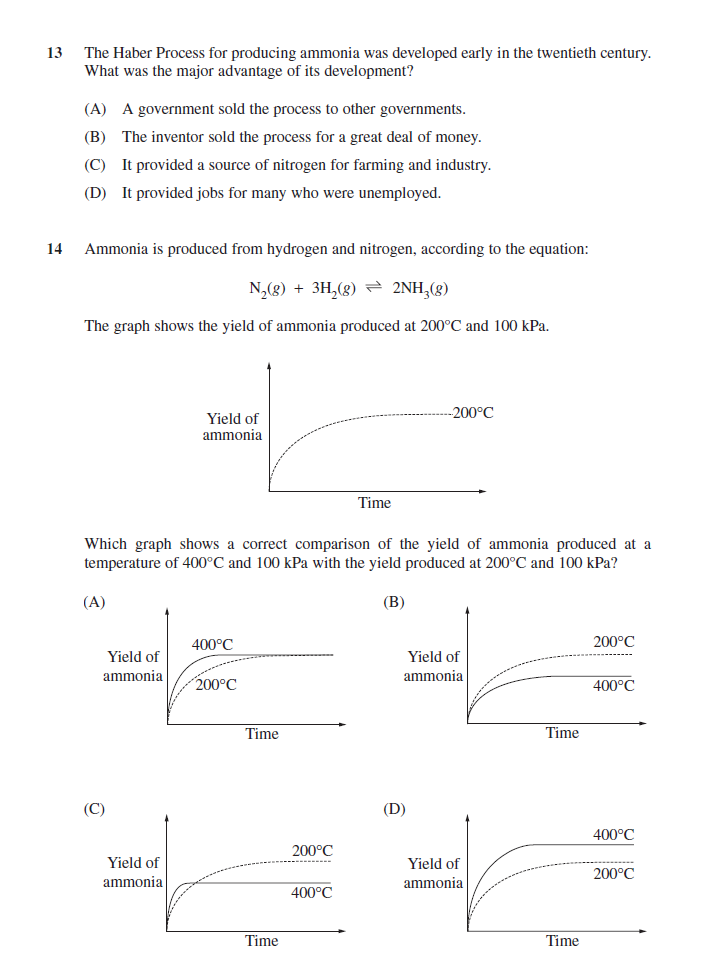 13 The Haber Process for producing ammonia was developed early in the twentieth century.
What was the major advantage of its development?
(A) A government sold the process to other governments.
(B) The inventor sold the process for a great deal of money.
(C) It provided a source of nitrogen for farming and industry.
(D) It provided jobs for many who were unemployed.
14 Ammonia is produced from hydrogen and nitrogen, according to the equation:
N₂(g) + 3H₂(g) ⇌ 2NH₃(g)
The graph shows the yield of ammonia produced at 200°C and 100 kPa.
200°C
Yield of
ammonia
Time
Which graph shows a correct comparison of the yield of ammonia produced at a
temperature of 400°C and 100 kPa with the yield produced at 200°C and 100 kPa?
(A)
400°C
Yield of
ammonia
200°C
Time
(B)
200°C
Yield of
ammonia
400°C
Time
(C)
200°C
Yield of
ammonia
400°C
Time
(D)
400°C
Yield of
ammonia
200°C
Time